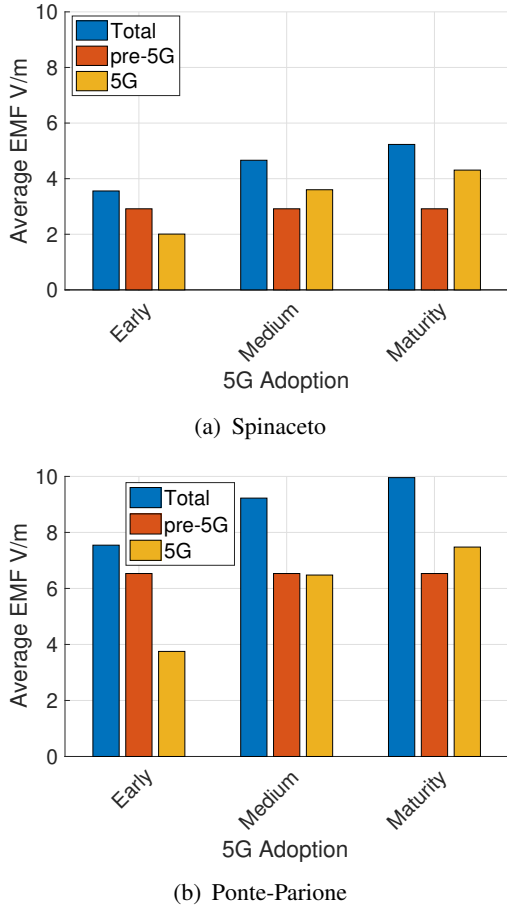 10
8
6
4
2
0
Average EMF V/m
Total
pre-5G
5G
Early
Medium
Maturity
5G Adoption
(a) Spinaceto
10
8
6
4
2
0
Average EMF V/m
Total
pre-5G
5G
Early
Medium
Maturity
5G Adoption
(b) Ponte-Parione